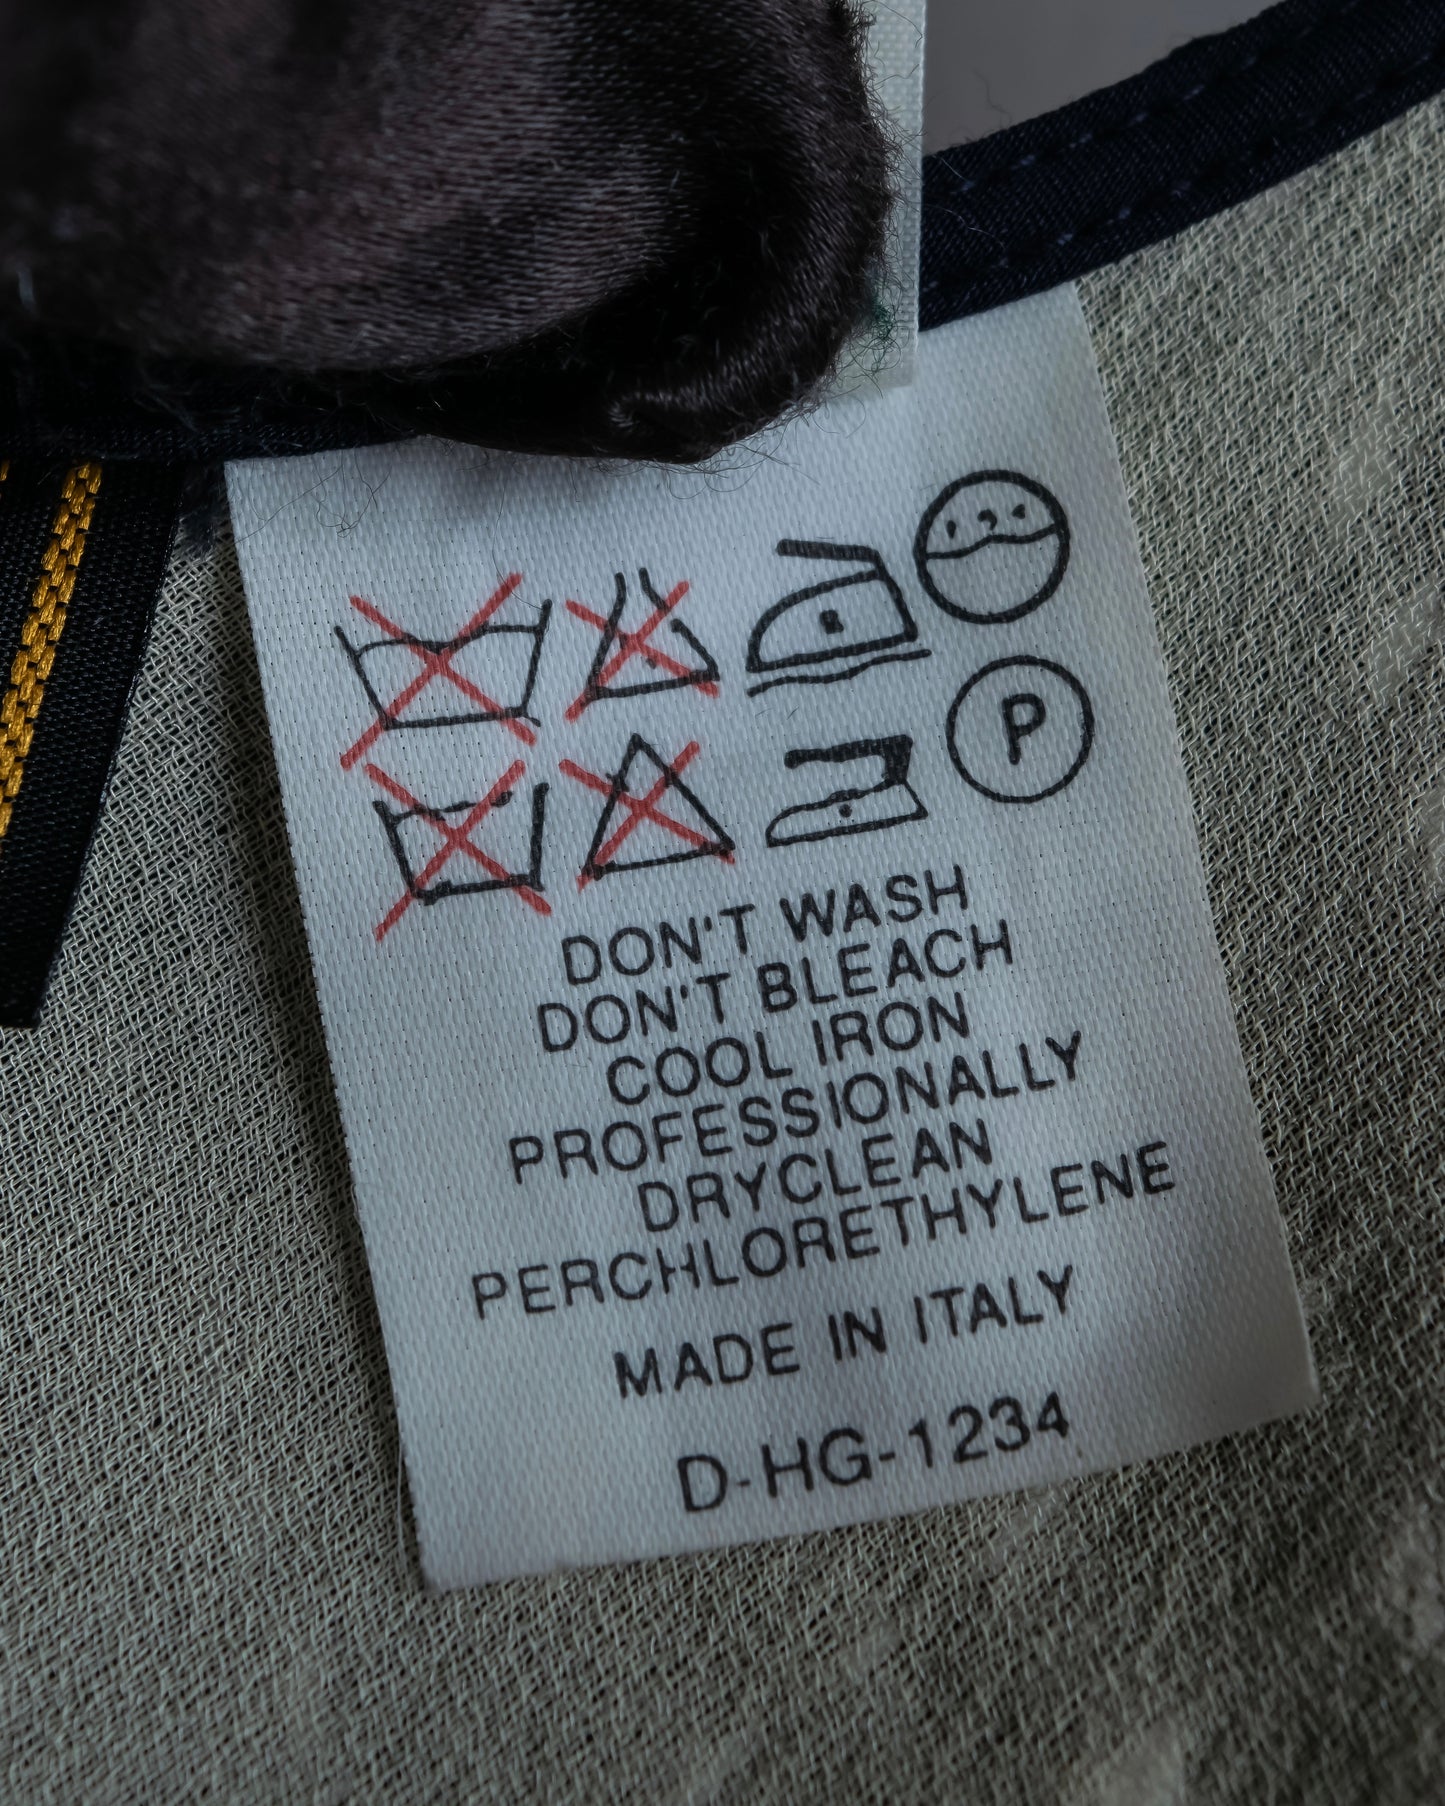 P
DON'T WASH
DON'T BLEACH
COOL IRON
PROFESSIONALLY
DRYCLEAN
PERCHLORETHYLENE
MADE IN ITALY
D-HG-1234